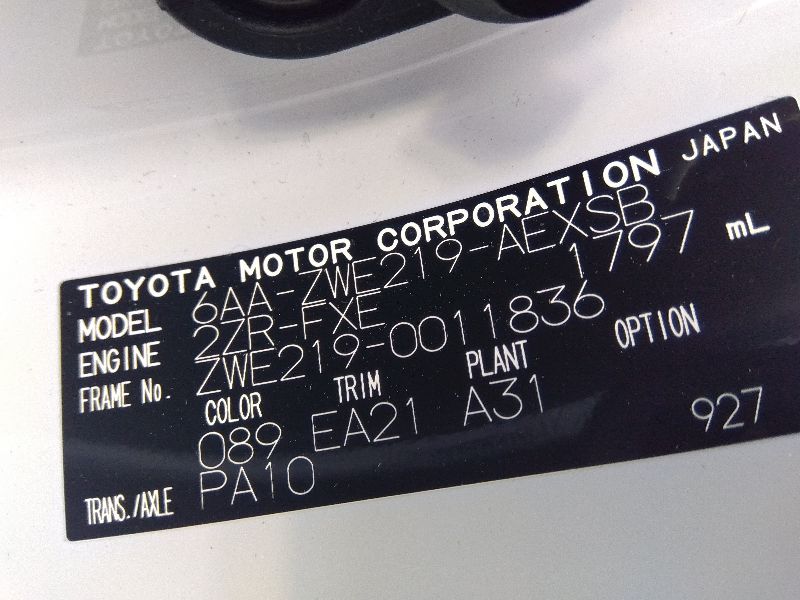 TOYOTA MOTOR CORPORATION JAPAN
MODEL 6AA-ZWE219-AEXSB
ENGINE 2ZR-FXE 1797 mL
FRAME No. ZWE219-0011836
COLOR TRIM PLANT OPTION
089 EA21 A31
TRANS./AXLE PA10 927